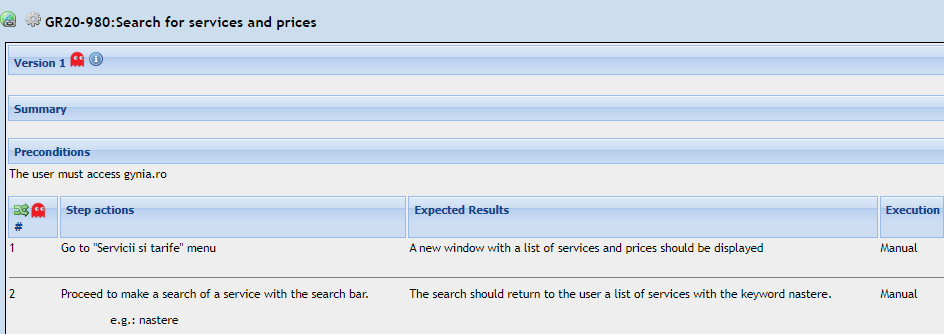 GR20-980:Search for services and prices
Version 1
Summary
Preconditions
The user must access gynia.ro
# Step actions Expected Results Execution
1 Go to "Servicii si tarife" menu A new window with a list of services and prices should be displayed Manual
2 Proceed to make a search of a service with the search bar. The search should return to the user a list of services with the keyword nastere. Manual
e.g.: nastere